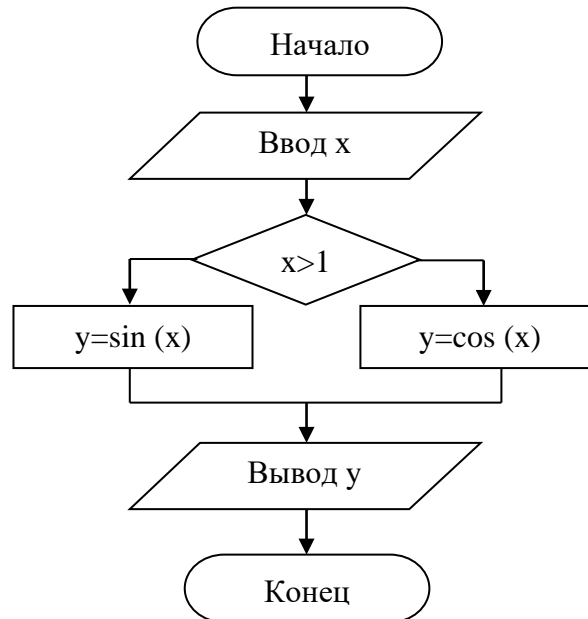 Начало
Ввод x
x>1
y=sin (x)
y=cos (x)
Вывод y
Конец